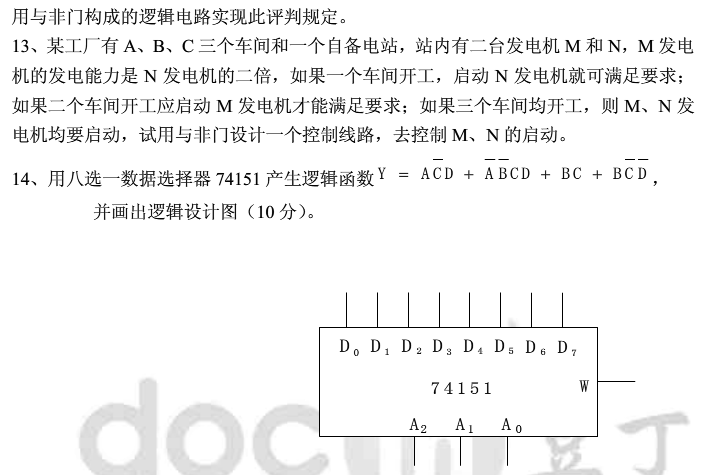 用与非门构成的逻辑电路实现此评判规定。
13、某工厂有 A、B、C 三个车间和一个自备电站，站内有二台发电机 M 和 N，M 发电
机的发电能力是 N 发电机的二倍，如果一个车间开工，启动 N 发电机就可满足要求；
如果二个车间开工应启动 M 发电机才能满足要求；如果三个车间均开工，则 M、N 发
电机均要启动，试用与非门设计一个控制线路，去控制 M、N 的启动。
14、用八选一数据选择器 74151 产生逻辑函数 Y = AC̅D + A̅B̅CD + BC + BC̅D̅，
并画出逻辑设计图（10 分）。
D₀ D₁ D₂ D₃ D₄ D₅ D₆ D₇
74151 W
A₂ A₁ A₀
doc 豆丁